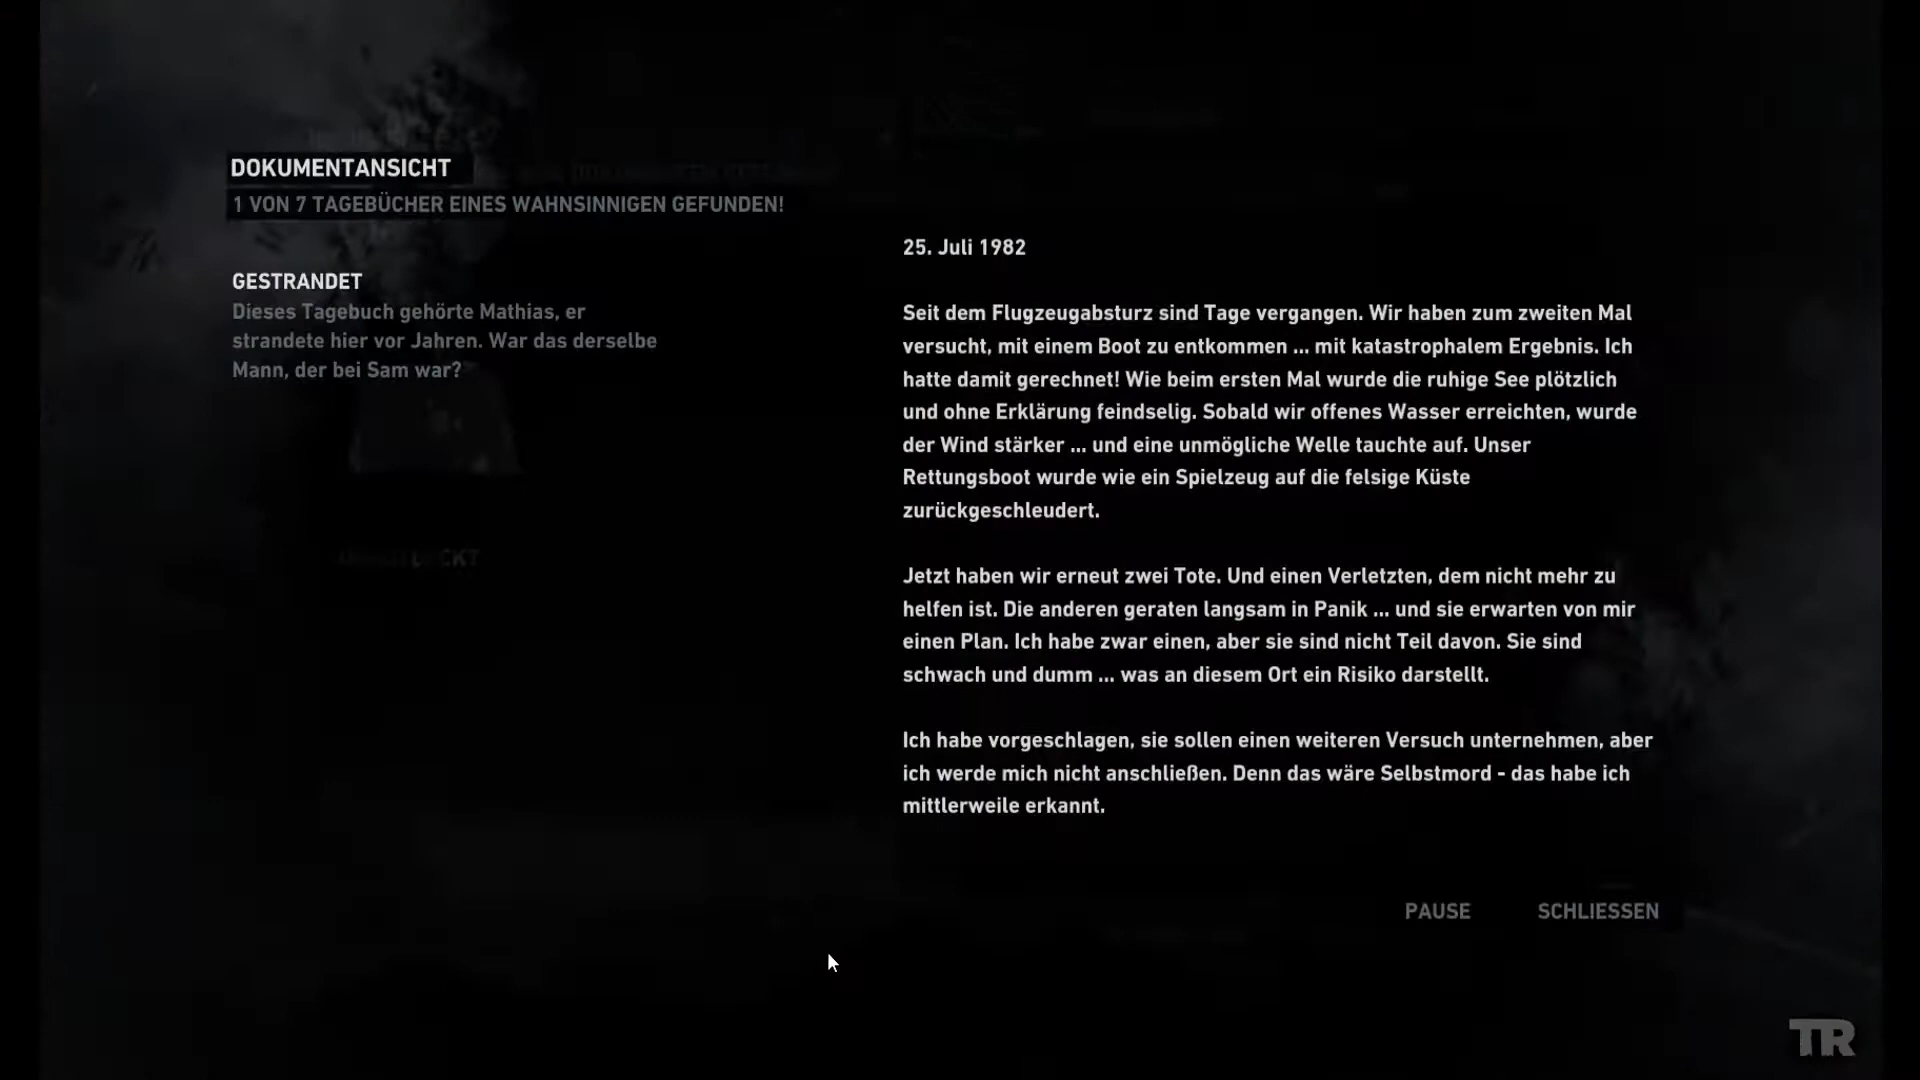 DOKUMENTANSICHT
1 VON 7 TAGEBÜCHER EINES WAHNSINNIGEN GEFUNDEN!
GESTRANDET
Dieses Tagebuch gehörte Mathias, er
strandete hier vor Jahren. War das derselbe
Mann, der bei Sam war?
25. Juli 1982
Seit dem Flugzeugabsturz sind Tage vergangen. Wir haben zum zweiten Mal
versucht, mit einem Boot zu entkommen ... mit katastrophalem Ergebnis. Ich
hatte damit gerechnet! Wie beim ersten Mal wurde die ruhige See plötzlich
und ohne Erklärung feindselig. Sobald wir offenes Wasser erreichten, wurde
der Wind stärker ... und eine unmögliche Welle tauchte auf. Unser
Rettungsboot wurde wie ein Spielzeug auf die felsige Küste
zurückgeschleudert.
Jetzt haben wir erneut zwei Tote. Und einen Verletzten, dem nicht mehr zu
helfen ist. Die anderen geraten langsam in Panik ... und sie erwarten von mir
einen Plan. Ich habe zwar einen, aber sie sind nicht Teil davon. Sie sind
schwach und dumm ... was an diesem Ort ein Risiko darstellt.
Ich habe vorgeschlagen, sie sollen einen weiteren Versuch unternehmen, aber
ich werde mich nicht anschließen. Denn das wäre Selbstmord - das habe ich
mittlerweile erkannt.
PAUSE
SCHLIESSEN
TR